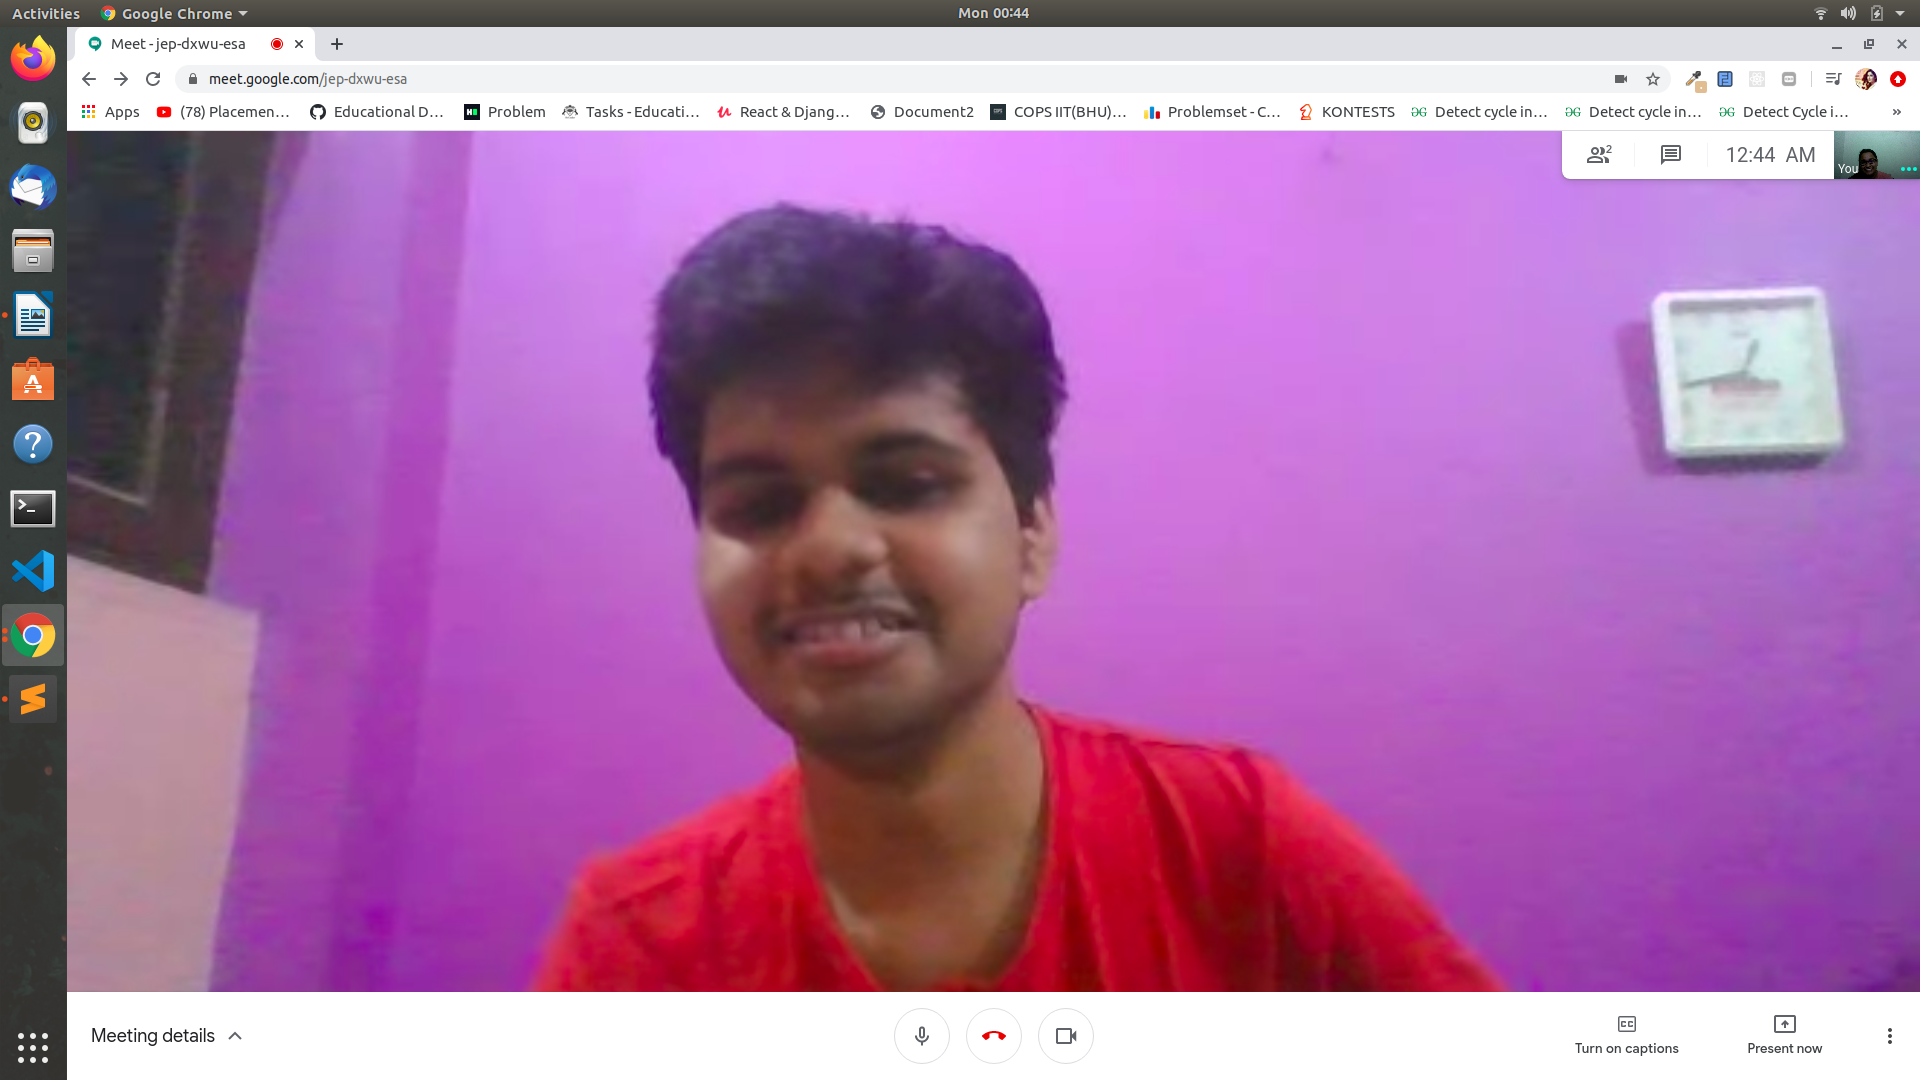 Activities
Google Chrome
Mon 00:44
Meet - jep-dxwu-esa
meet.google.com/jep-dxwu-esa
Apps
(78) Placemen...
Educational D...
Problem
Tasks - Educati...
React & Djang...
Document2
COPS IIT(BHU)...
Problemset - C...
KONTESTS
Detect cycle in...
Detect cycle in...
Detect Cycle i...
»
2
12:44 AM
You
Meeting details
Turn on captions
Present now